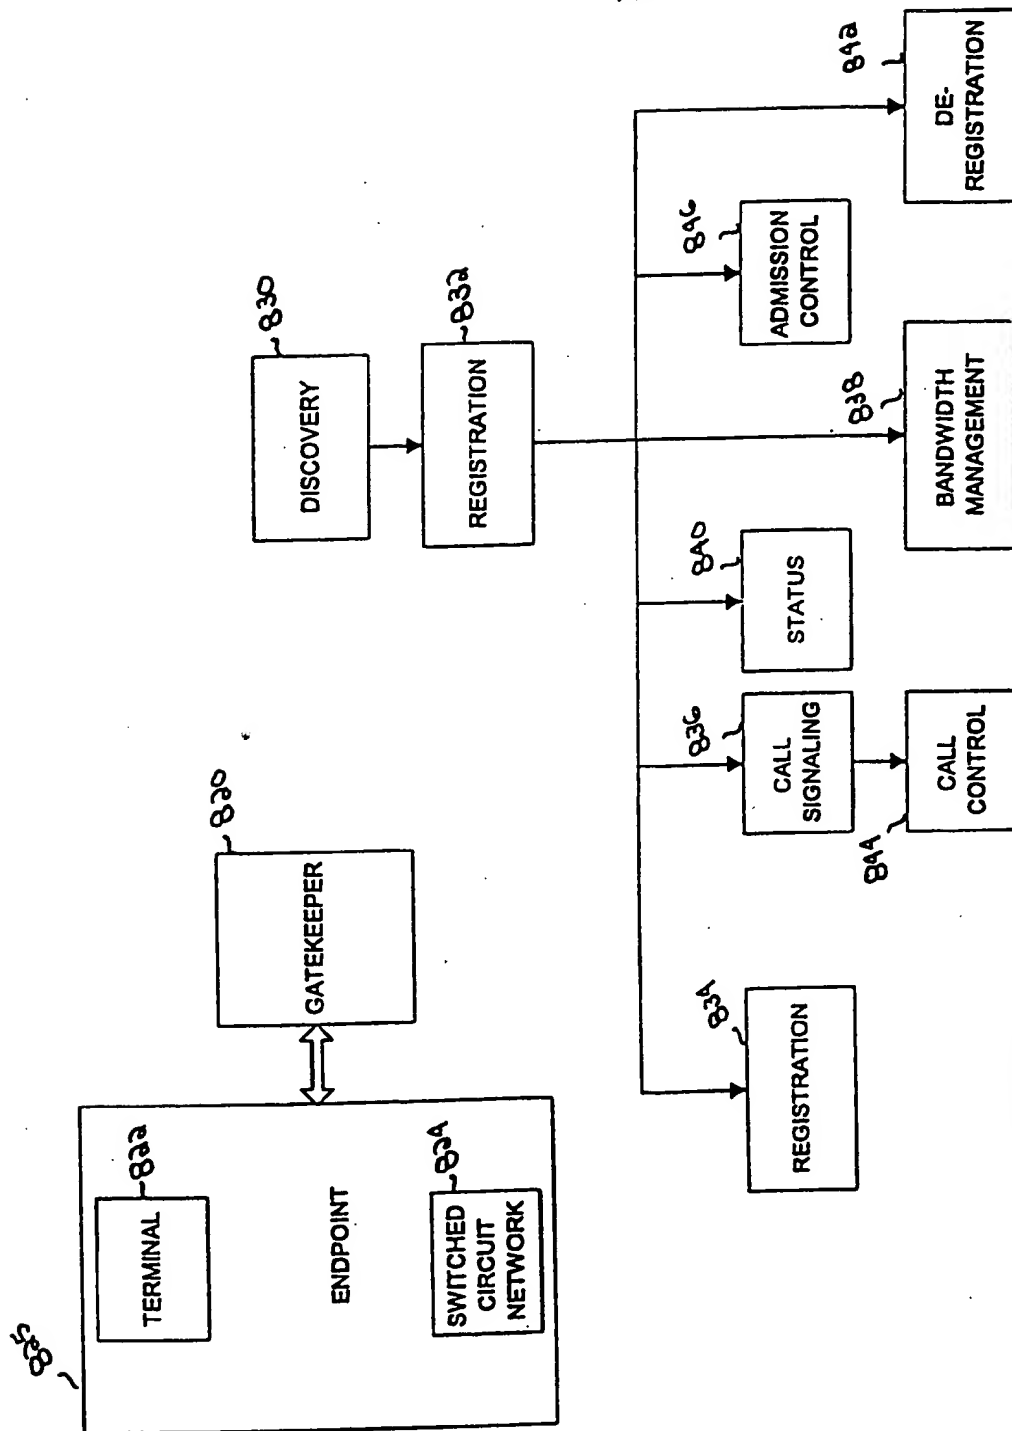 825
TERMINAL
822
ENDPOINT
SWITCHED
CIRCUIT
NETWORK
824
GATEKEEPER
820
DISCOVERY
830
REGISTRATION
832
REGISTRATION
834
CALL
SIGNALING
836
STATUS
840
ADMISSION
CONTROL
846
CALL
CONTROL
844
BANDWIDTH
MANAGEMENT
838
DE-
REGISTRATION
842